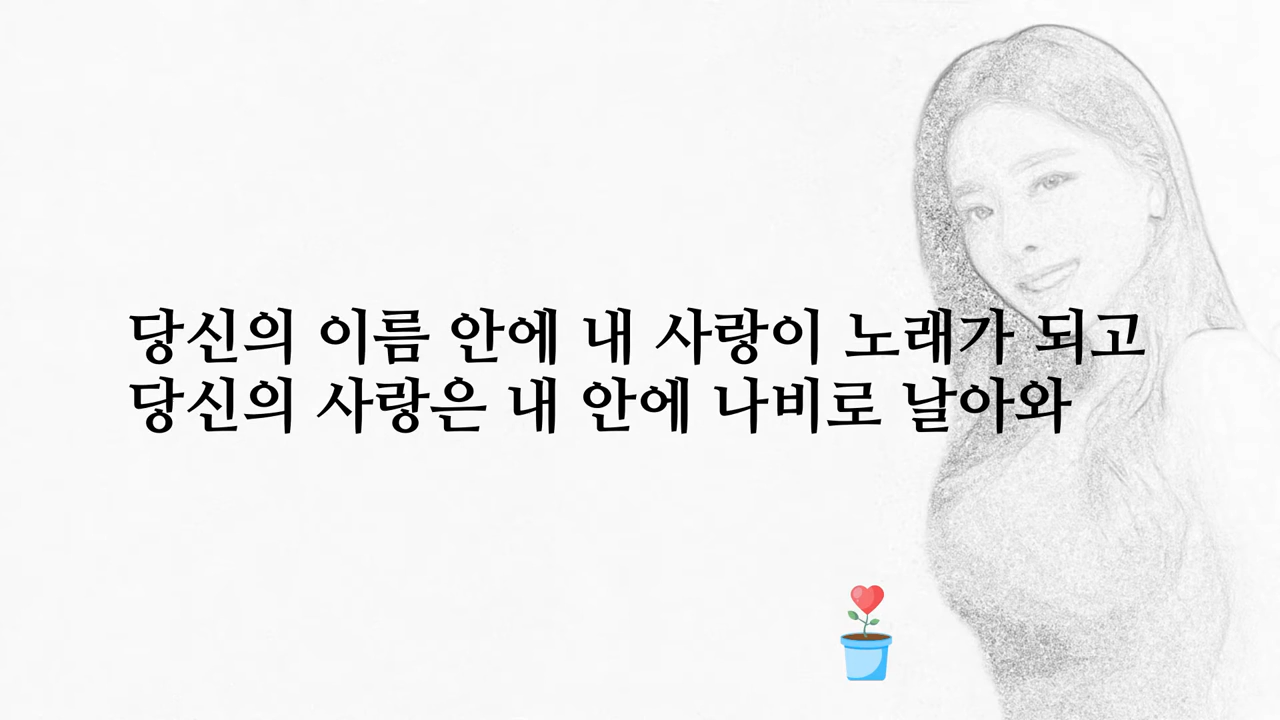 당신의 이름 안에 내 사랑이 노래가 되고
당신의 사랑은 내 안에 나비로 날아와